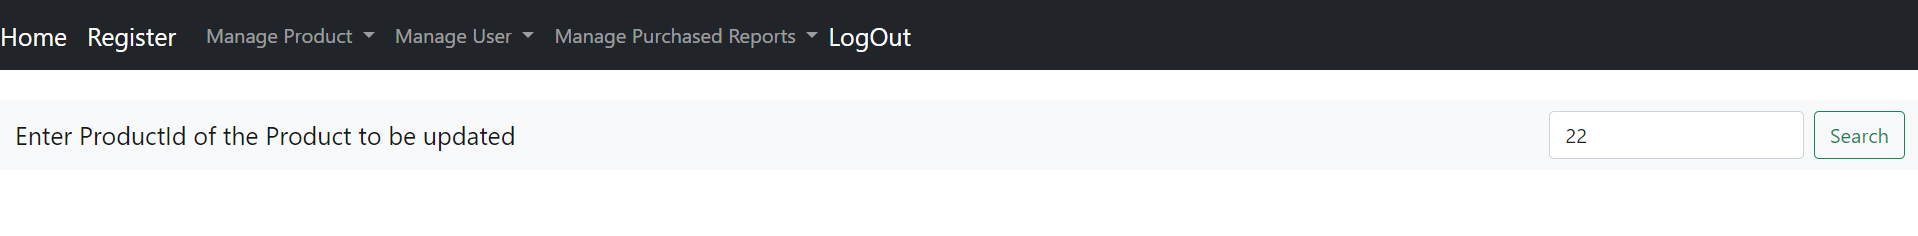 Home Register Manage Product Manage User Manage Purchased Reports LogOut
Enter ProductId of the Product to be updated 22 Search